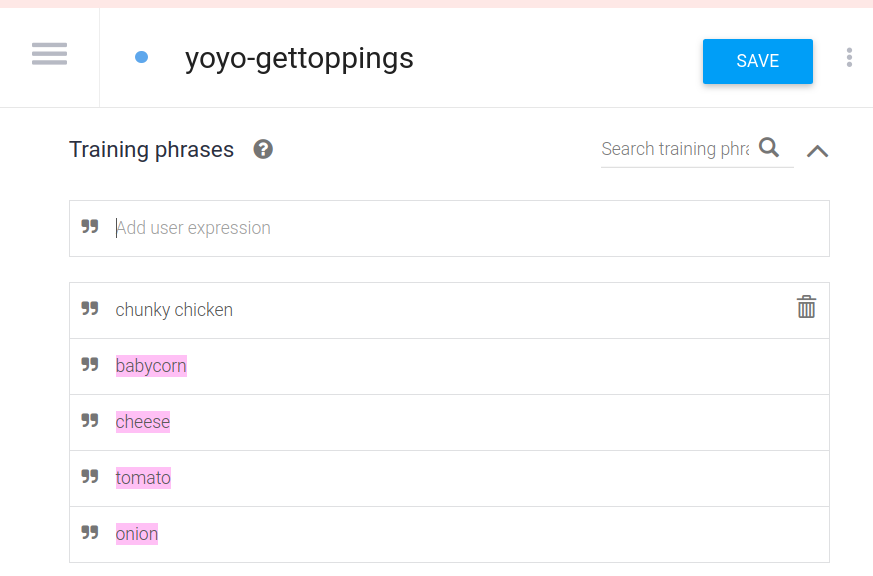 yoyo-gettoppings
SAVE
Training phrases
Search training phra
Add user expression
chunky chicken
babycorn
cheese
tomato
onion